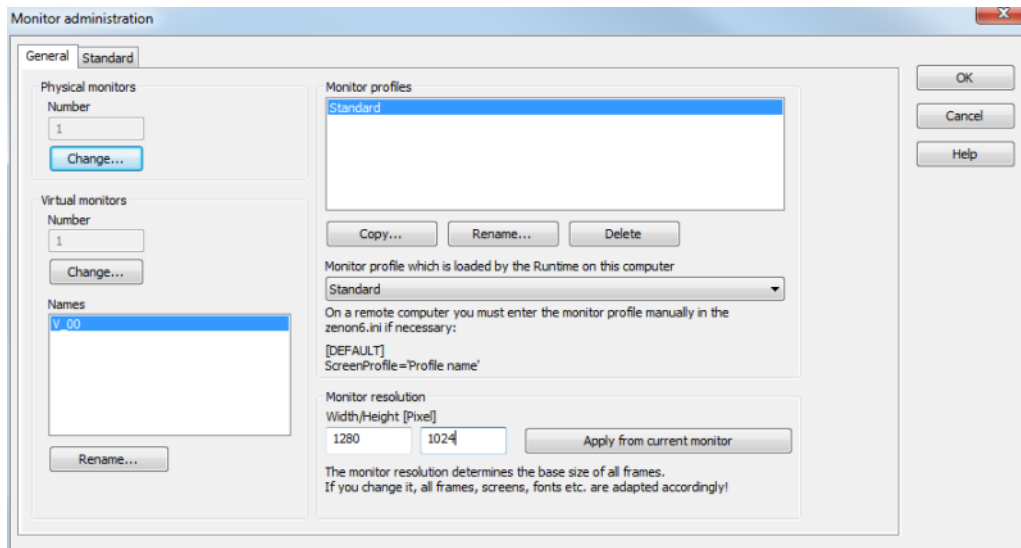 Monitor administration
General
Standard
Physical monitors
Number
1
Change...
Virtual monitors
Number
1
Change...
Names
V_00
Rename...
Monitor profiles
Standard
Copy...
Rename...
Delete
Monitor profile which is loaded by the Runtime on this computer
Standard
On a remote computer you must enter the monitor profile manually in the
zenon6.ini if necessary:
[DEFAULT]
ScreenProfile='Profile name'
Monitor resolution
Width/Height [Pixel]
1280
1024
Apply from current monitor
The monitor resolution determines the base size of all frames.
If you change it, all frames, screens, fonts etc. are adapted accordingly!
OK
Cancel
Help